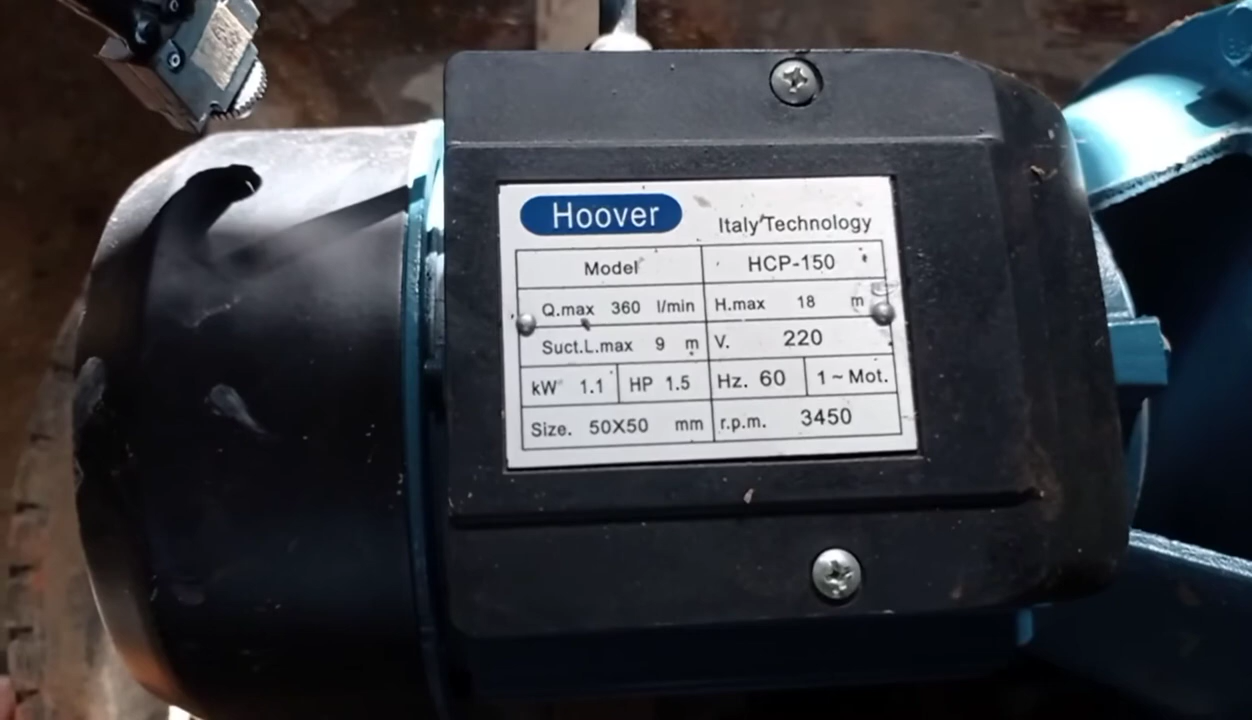 Hoover
Italy Technology
Model HCP-150
Q.max 360 l/min H.max 18 m
Suct.L.max 9 m V. 220
kW 1.1 HP 1.5 Hz. 60 1~Mot.
Size. 50X50 mm r.p.m. 3450